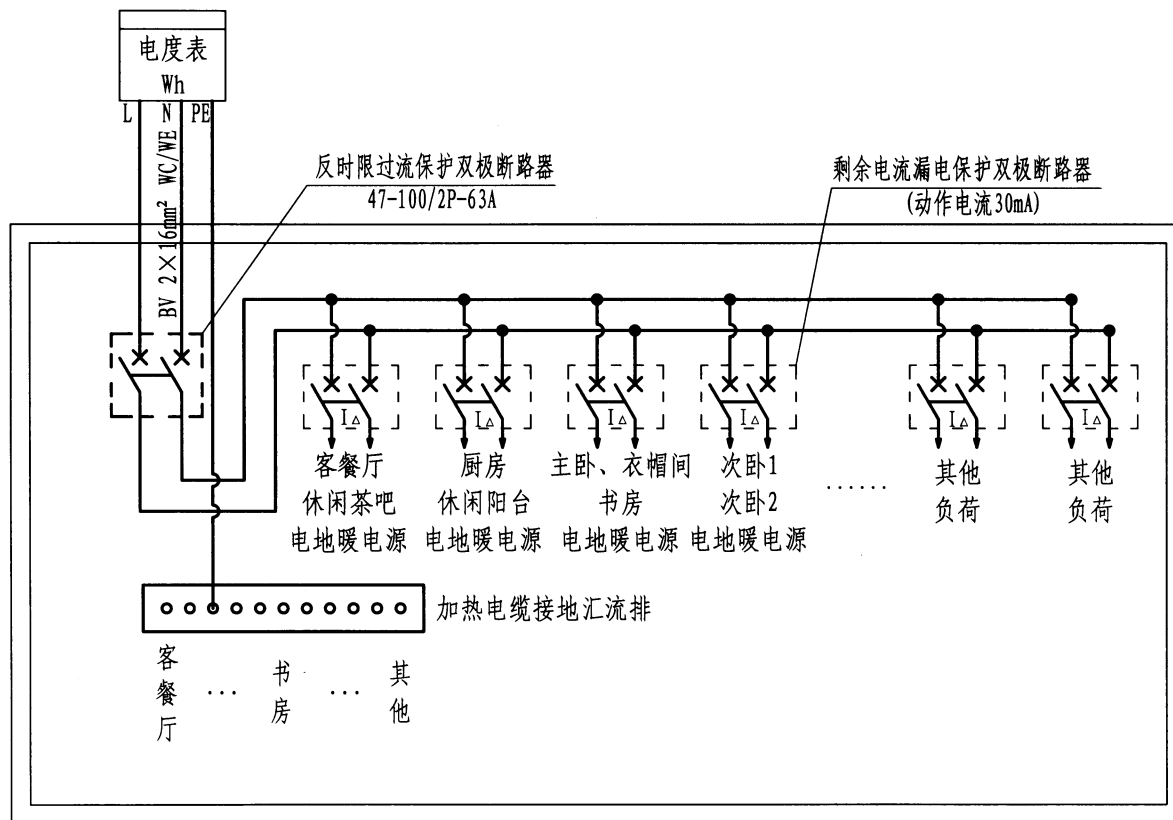 电度表
Wh
L N PE
BV 2×16mm² WC/WE
反时限过流保护双极断路器
47-100/2P-63A
剩余电流漏电保护双极断路器
(动作电流30mA)
I△ I△ I△ I△ I△ I△
客餐厅
休闲茶吧
电地暖电源
厨房
休闲阳台
电地暖电源
主卧、衣帽间
书房
电地暖电源
次卧1
次卧2
电地暖电源
......
其他
负荷
其他
负荷
加热电缆接地汇流排
客餐厅
...
书房
...
其他